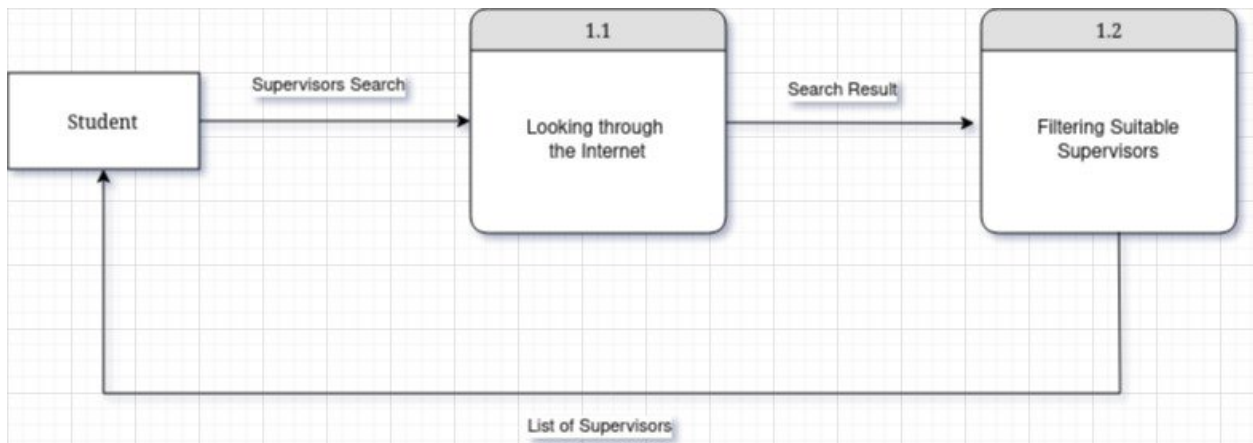 1.1
1.2
Supervisors Search
Search Result
Student
Looking through
the Internet
Filtering Suitable
Supervisors
List of Supervisors